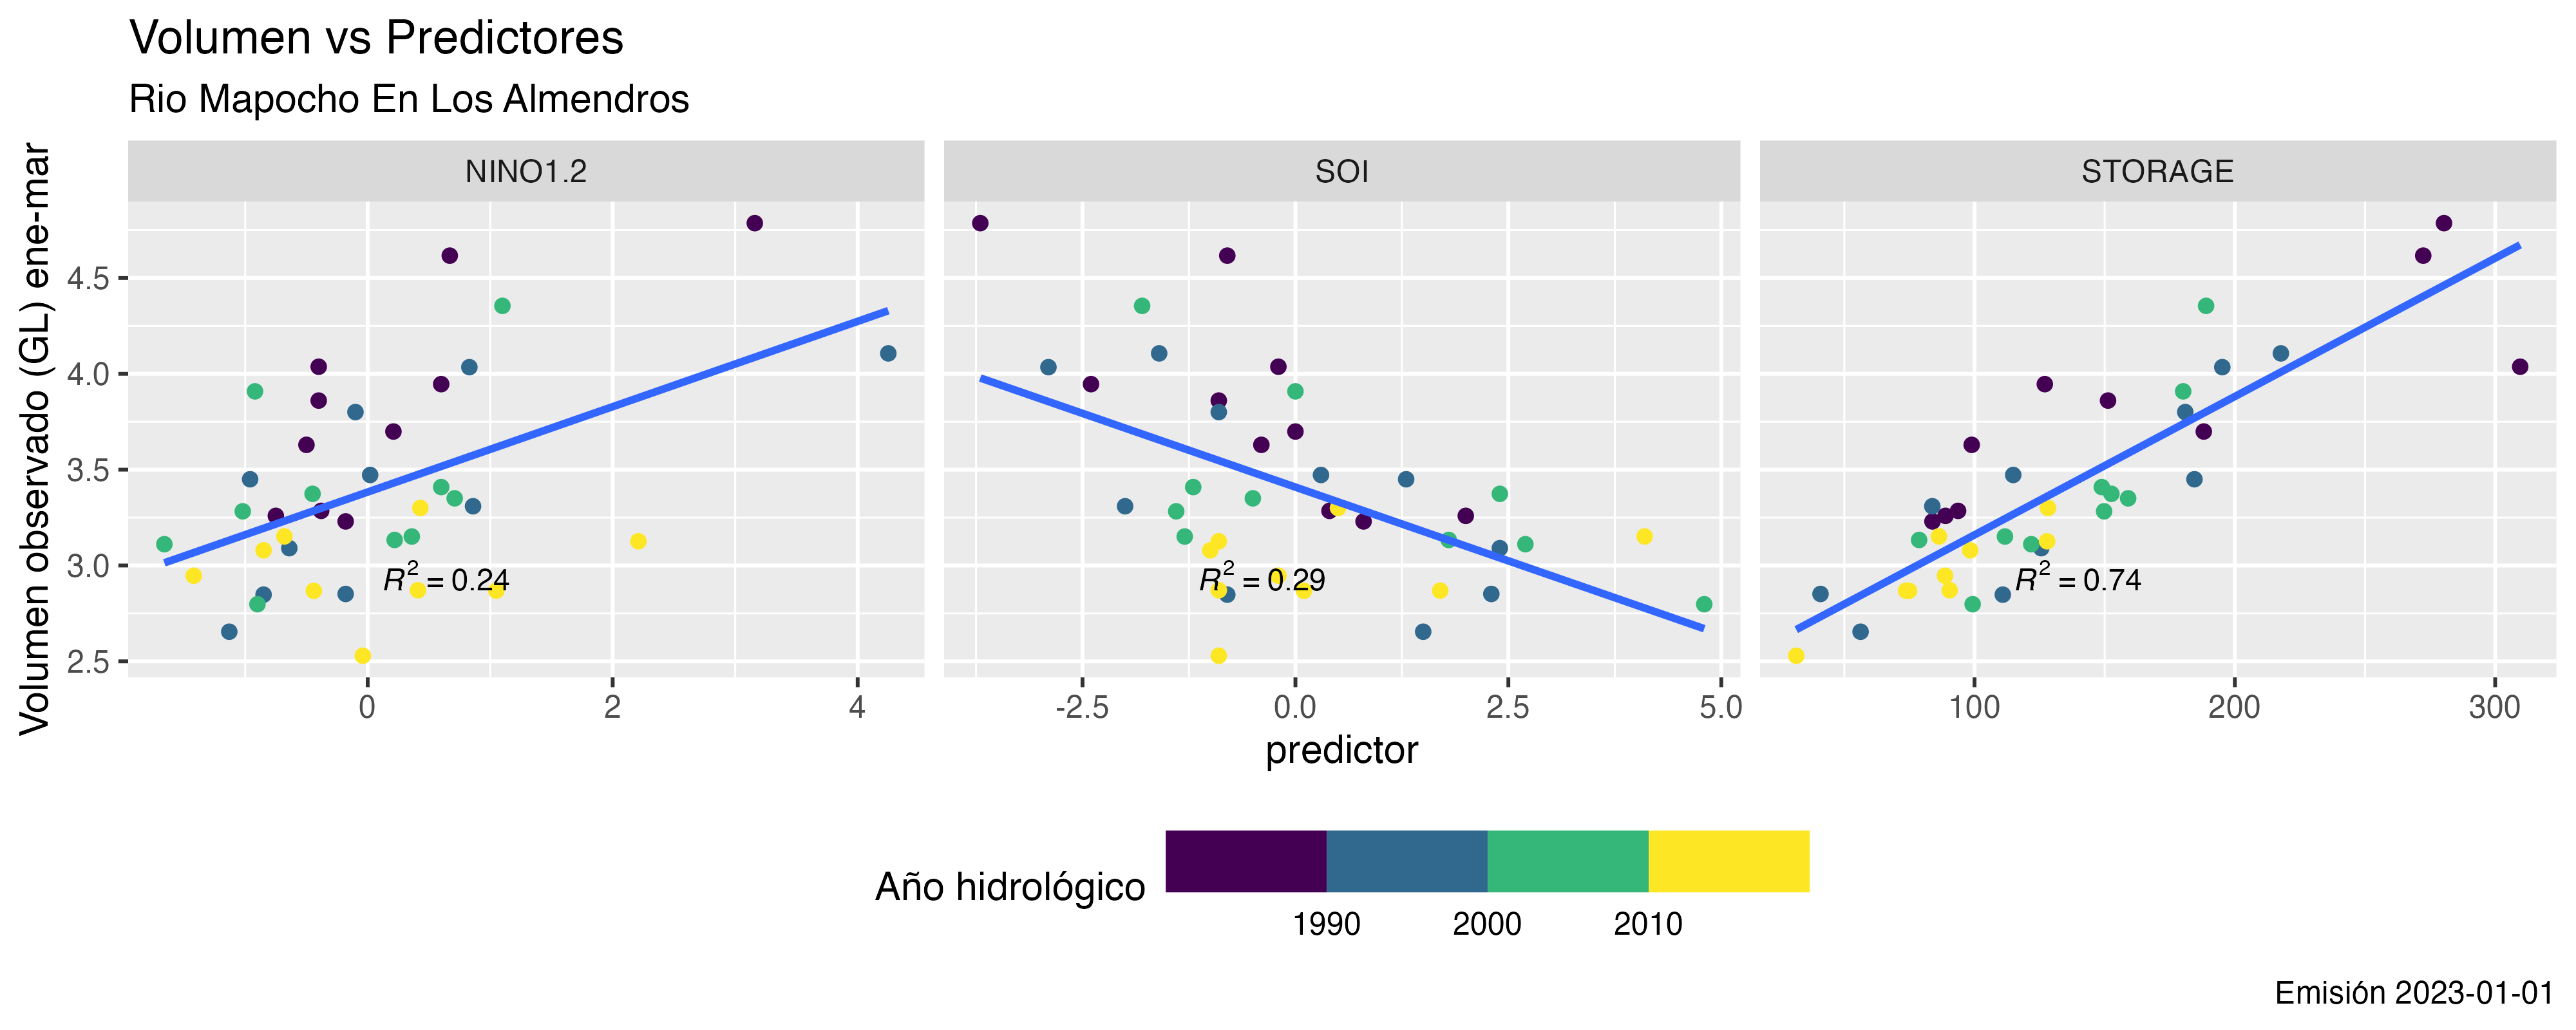 Volumen vs Predictores
Rio Mapocho En Los Almendros
Volumen observado (GL) ene-mar
NINO1.2 SOI STORAGE
4.5
4.0
3.5
3.0
2.5
R² = 0.24 R² = 0.29 R² = 0.74
0 2 4 -2.5 0.0 2.5 5.0 100 200 300
predictor
Año hidrológico
1990 2000 2010
Emisión 2023-01-01